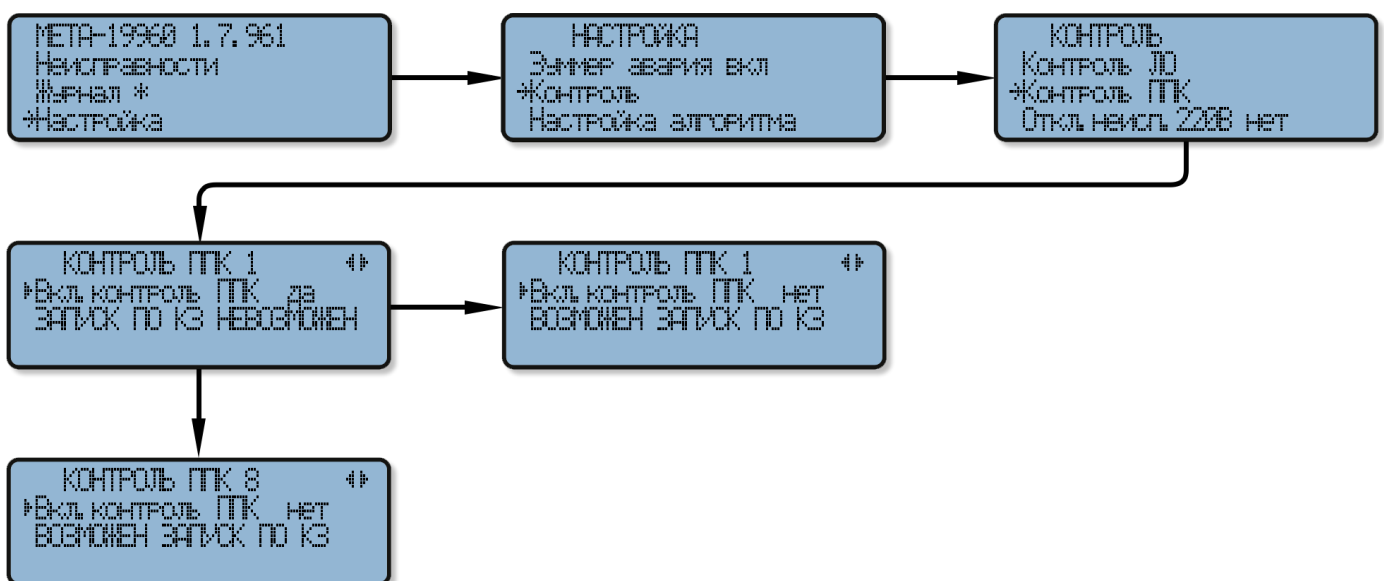 МЕТА-19960 1.7.961
Неисправности
Журнал *
*Настройка
НАСТРОЙКА
Зуммер авария вкл
*Контроль
Настройка алгоритма
КОНТРОЛЬ
Контроль ЛО
*Контроль ППК
Откл. неисп. 220В нет
КОНТРОЛЬ ППК 1
Вкл. контроль ППК да
ЗАПУСК ПО КЗ НЕВОЗМОЖЕН
КОНТРОЛЬ ППК 1
Вкл. контроль ППК нет
ВОЗМОЖЕН ЗАПУСК ПО КЗ
КОНТРОЛЬ ППК 8
Вкл. контроль ППК нет
ВОЗМОЖЕН ЗАПУСК ПО КЗ